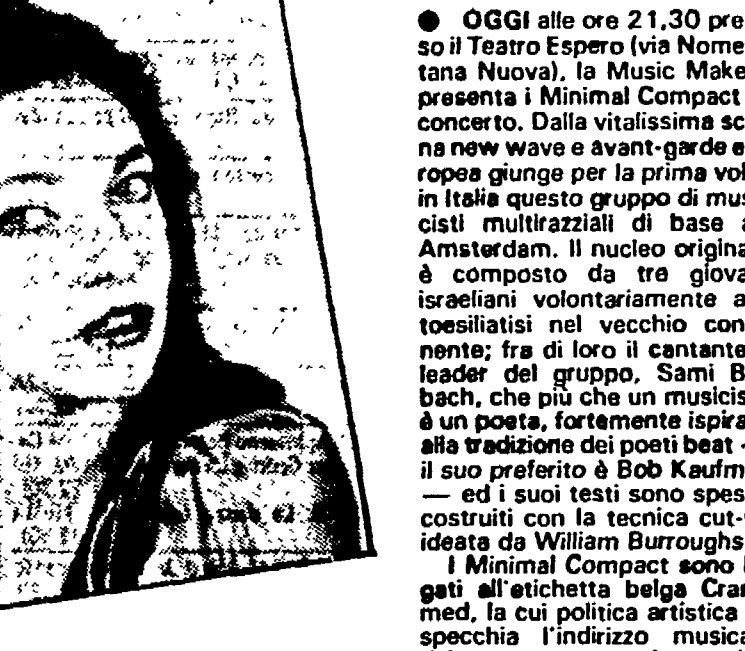 ● OGGI alle ore 21,30 pre
so il Teatro Espero (via Nome
tana Nuova), la Music Make
presenta i Minimal Compact
concerto. Dalla vitalissima sc
na new wave e avant-garde e
ropea giunge per la prima vol
in Italia questo gruppo di mus
cisti multirazziali di base a
Amsterdam. Il nucleo origina
è composto da tre giova
israeliani volontariamente a
toesiliatisi nel vecchio con
nente; fra di loro il cantante
leader del gruppo, Sami B
bach, che più che un musicis
è un poeta, fortemente ispira
alla tradizione dei poeti beat -
il suo preferito è Bob Kaufm
— ed i suoi testi sono spes
costruiti con la tecnica cut-
ideata da William Burroughs
I Minimal Compact sono l
gati all'etichetta belga Cra
med, la cui politica artistica
specchia l'indirizzo musica